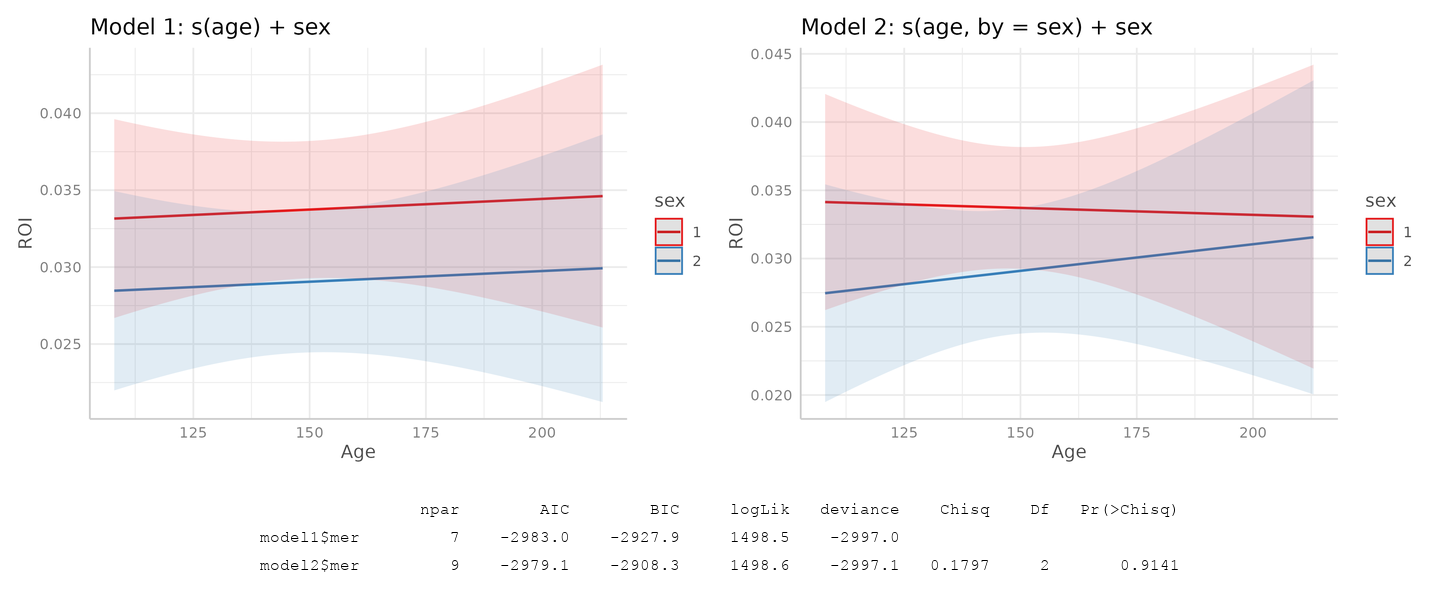 Model 1: s(age) + sex
0.040
0.035
0.030
0.025
ROI
125 150 175 200
Age
sex
1
2
Model 2: s(age, by = sex) + sex
0.045
0.040
0.035
0.030
0.025
0.020
ROI
125 150 175 200
Age
sex
1
2
npar AIC BIC logLik deviance Chisq Df Pr(>Chisq)
model1$mer 7 -2983.0 -2927.9 1498.5 -2997.0
model2$mer 9 -2979.1 -2908.3 1498.6 -2997.1 0.1797 2 0.9141